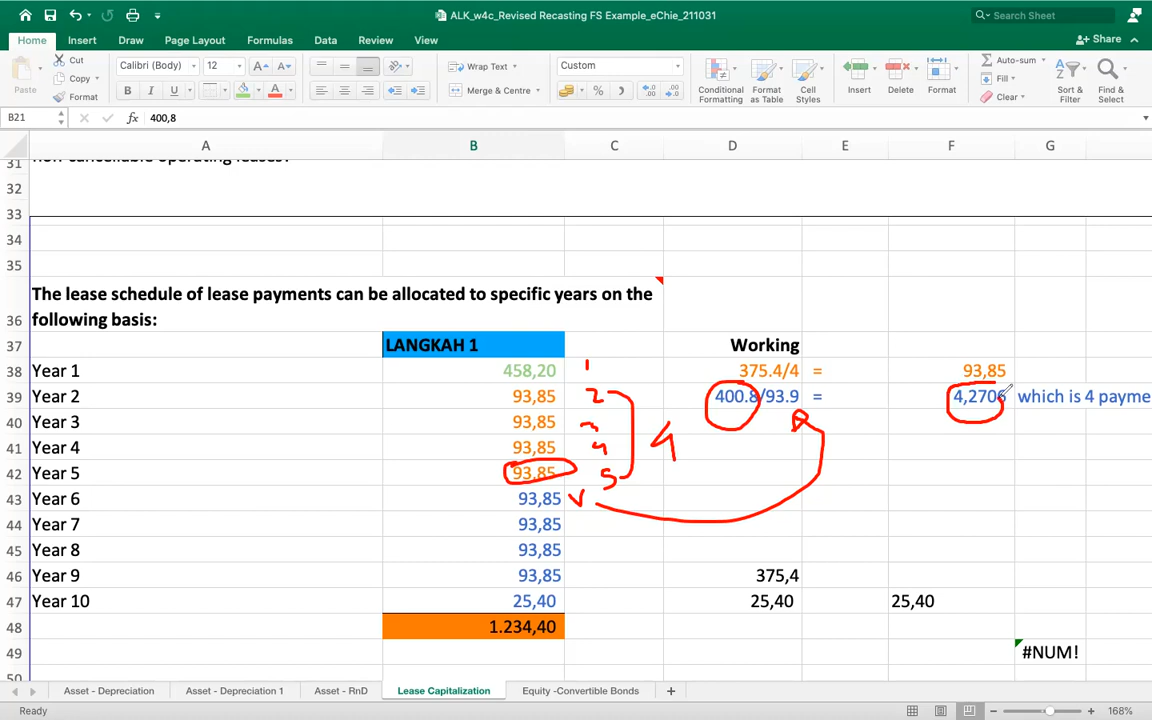 ALK_w4c_Revised Recasting FS Example_eChie_211031
Search Sheet
Home Insert Draw Page Layout Formulas Data Review View
Share
Paste
Cut
Copy
Format
Calibri (Body) 12
A A
B I U
A
Wrap Text
Merge & Centre
Custom
%
Conditional Formatting
Format as Table
Cell Styles
Insert
Delete
Format
Auto-sum
Fill
Clear
Sort & Filter
Find & Select
B21 fx 400,8
A B C D E F G
31
32
33
34
35
36 The lease schedule of lease payments can be allocated to specific years on the
following basis:
37 LANGKAH 1 Working
38 Year 1 458,20 1 375.4/4 = 93,85
39 Year 2 93,85 2 400.8/93.9 = 4,2706 which is 4 payme
40 Year 3 93,85 3
41 Year 4 93,85 4 4
42 Year 5 93,85 5
43 Year 6 93,85
44 Year 7 93,85
45 Year 8 93,85
46 Year 9 93,85 375,4
47 Year 10 25,40 25,40 25,40
48 1.234,40
49 #NUM!
50
Asset - Depreciation Asset - Depreciation 1 Asset - RnD Lease Capitalization Equity -Convertible Bonds +
Ready 168%